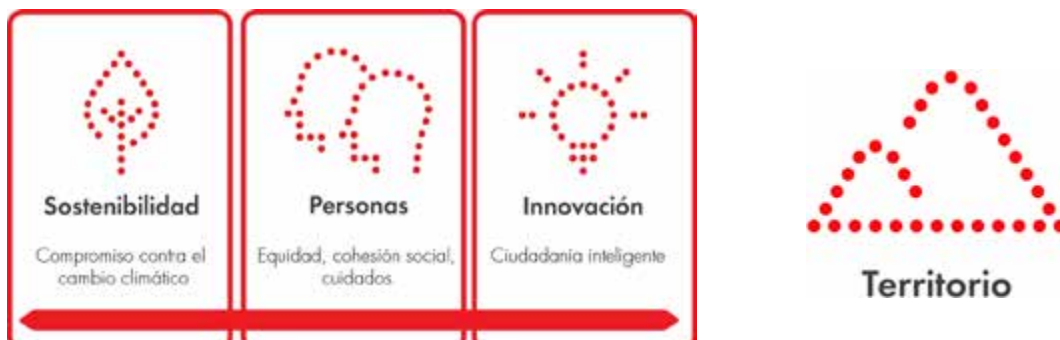 Sostenibilidad
Compromiso contra el
cambio climático
Personas
Equidad, cohesión social,
cuidados
Innovación
Ciudadanía inteligente
Territorio